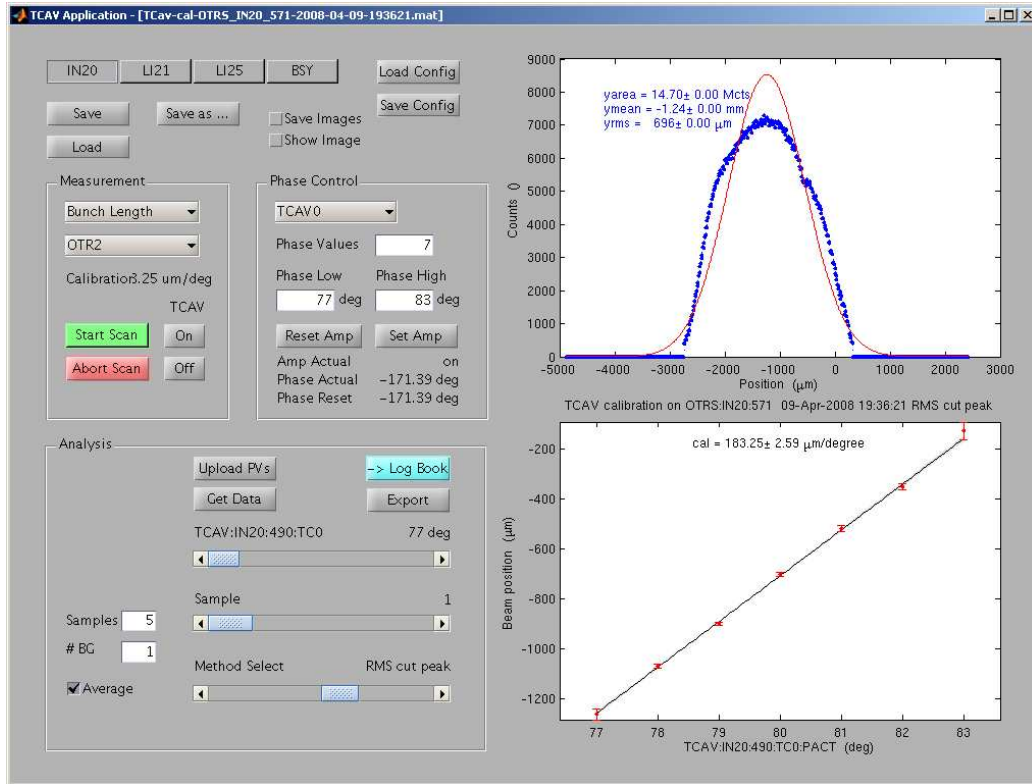 TCAV Application - [TCav-cal-OTRS_IN20_571-2008-04-09-193621.mat]
IN20 LI21 LI25 BSY Load Config
Save Save as ... Save Config
Save Images
Show Image
Load
Measurement
Bunch Length
OTR2
Calibration3.25 um/deg
TCAV
Start Scan On
Abort Scan Off
Phase Control
TCAV0
Phase Values 7
Phase Low Phase High
77 deg 83 deg
Reset Amp Set Amp
Amp Actual on
Phase Actual -171.39 deg
Phase Reset -171.39 deg
Analysis
Upload PVs -> Log Book
Get Data Export
TCAV:IN20:490:TC0 77 deg
Sample 1
Samples 5
# BG 1
Method Select RMS cut peak
Average
9000
8000
7000
6000
5000
4000
3000
2000
1000
0
Counts ()
yarea = 14.70± 0.00 Mcts
ymean = -1.24± 0.00 mm
yrms = 696± 0.00 μm
-5000 -4000 -3000 -2000 -1000 0 1000 2000 3000
Position (μm)
TCAV calibration on OTRS:IN20:571 09-Apr-2008 19:36:21 RMS cut peak
cal = 183.25± 2.59 μm/degree
-200
-400
-600
-800
-1000
-1200
Beam position (μm)
77 78 79 80 81 82 83
TCAV:IN20:490:TC0:PACT (deg)